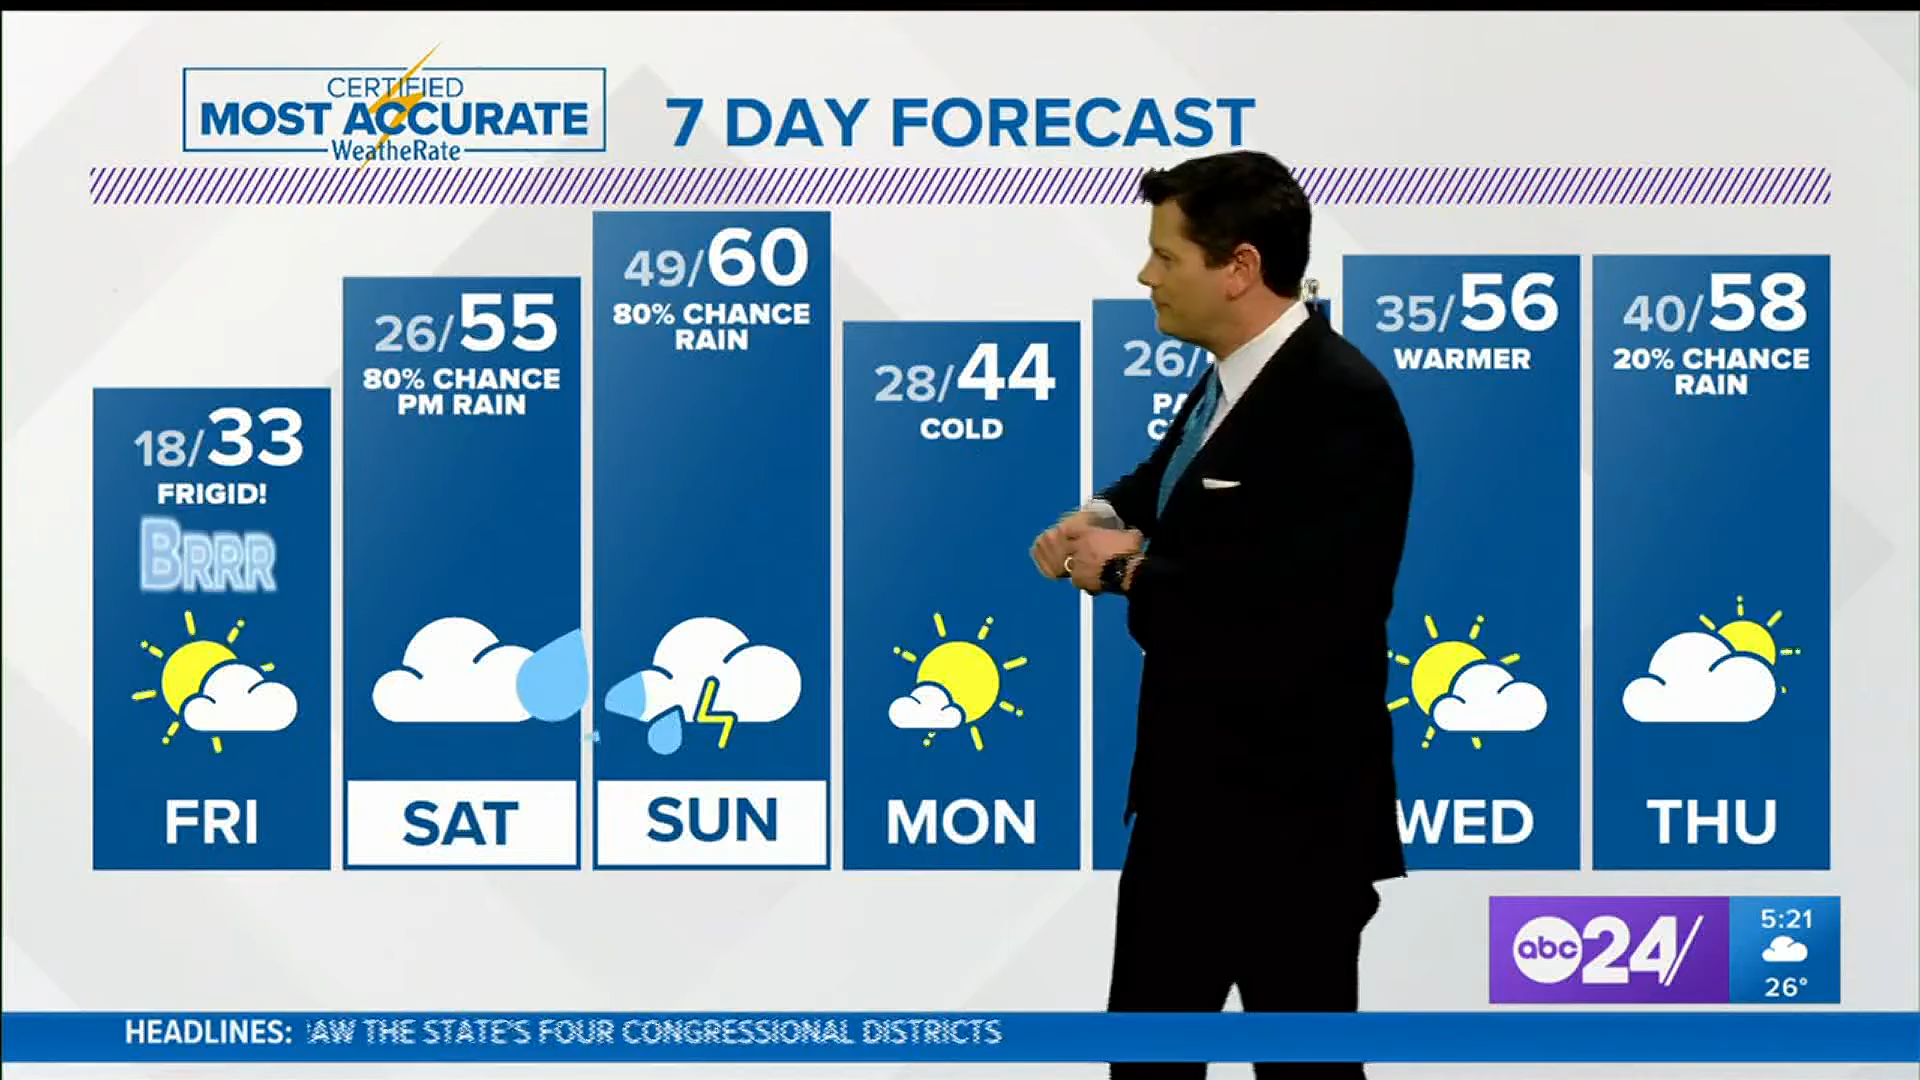 CERTIFIED
MOST ACCURATE
WeatheRate
7 DAY FORECAST
18/33
FRIGID!
BRRR
FRI
26/55
80% CHANCE
PM RAIN
SAT
49/60
80% CHANCE
RAIN
SUN
28/44
COLD
MON
26/
35/56
WARMER
WED
40/58
20% CHANCE
RAIN
THU
abc24/
5:21
26°
HEADLINES: AW THE STATE'S FOUR CONGRESSIONAL DISTRICTS